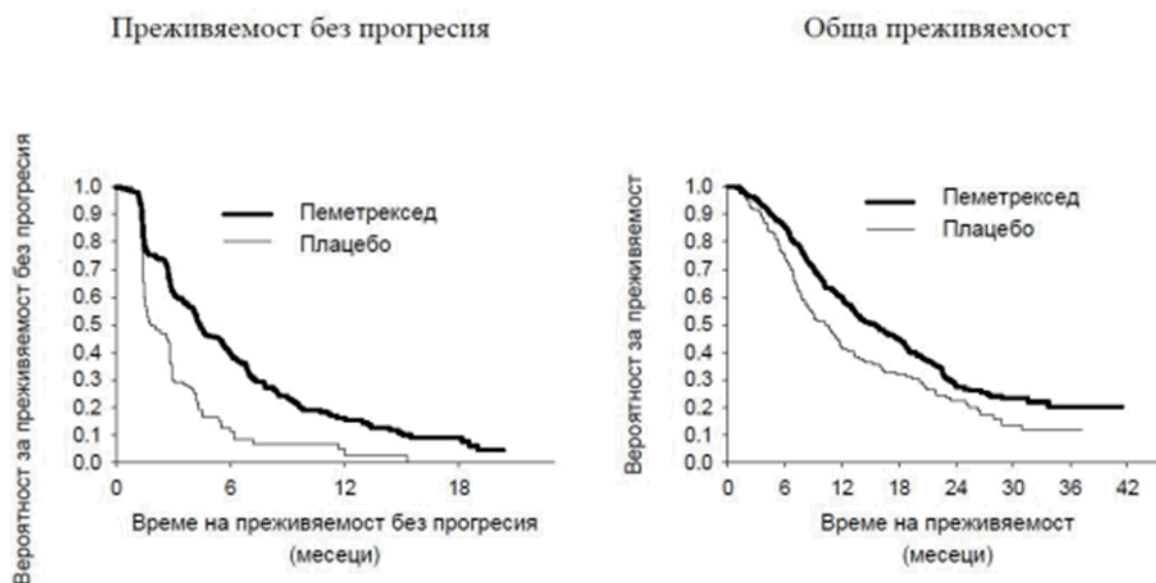 Преживяемост без прогресия
Вероятност за преживяемост без прогресия
1.0
0.9
0.8
0.7
0.6
0.5
0.4
0.3
0.2
0.1
0.0
Пеметрексед
Плацебо
0 6 12 18
Време на преживяемост без прогресия
(месеци)
Обща преживяемост
Вероятност за преживяемост
1.0
0.9
0.8
0.7
0.6
0.5
0.4
0.3
0.2
0.1
0.0
Пеметрексед
Плацебо
0 6 12 18 24 30 36 42
Време на преживяемост
(месеци)